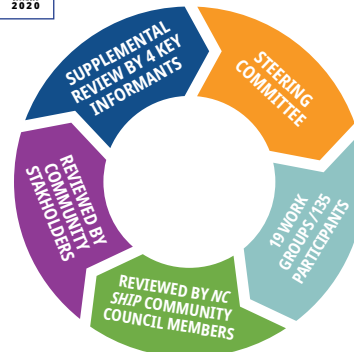 2020
SUPPLEMENTAL
REVIEW BY 4 KEY
INFORMANTS
STEERING
COMMITTEE
19 WORK
GROUPS/135
PARTICIPANTS
REVIEWED BY NC
SHIP COMMUNITY
COUNCIL MEMBERS
REVIEWED BY
COMMUNITY
STAKHOLDERS